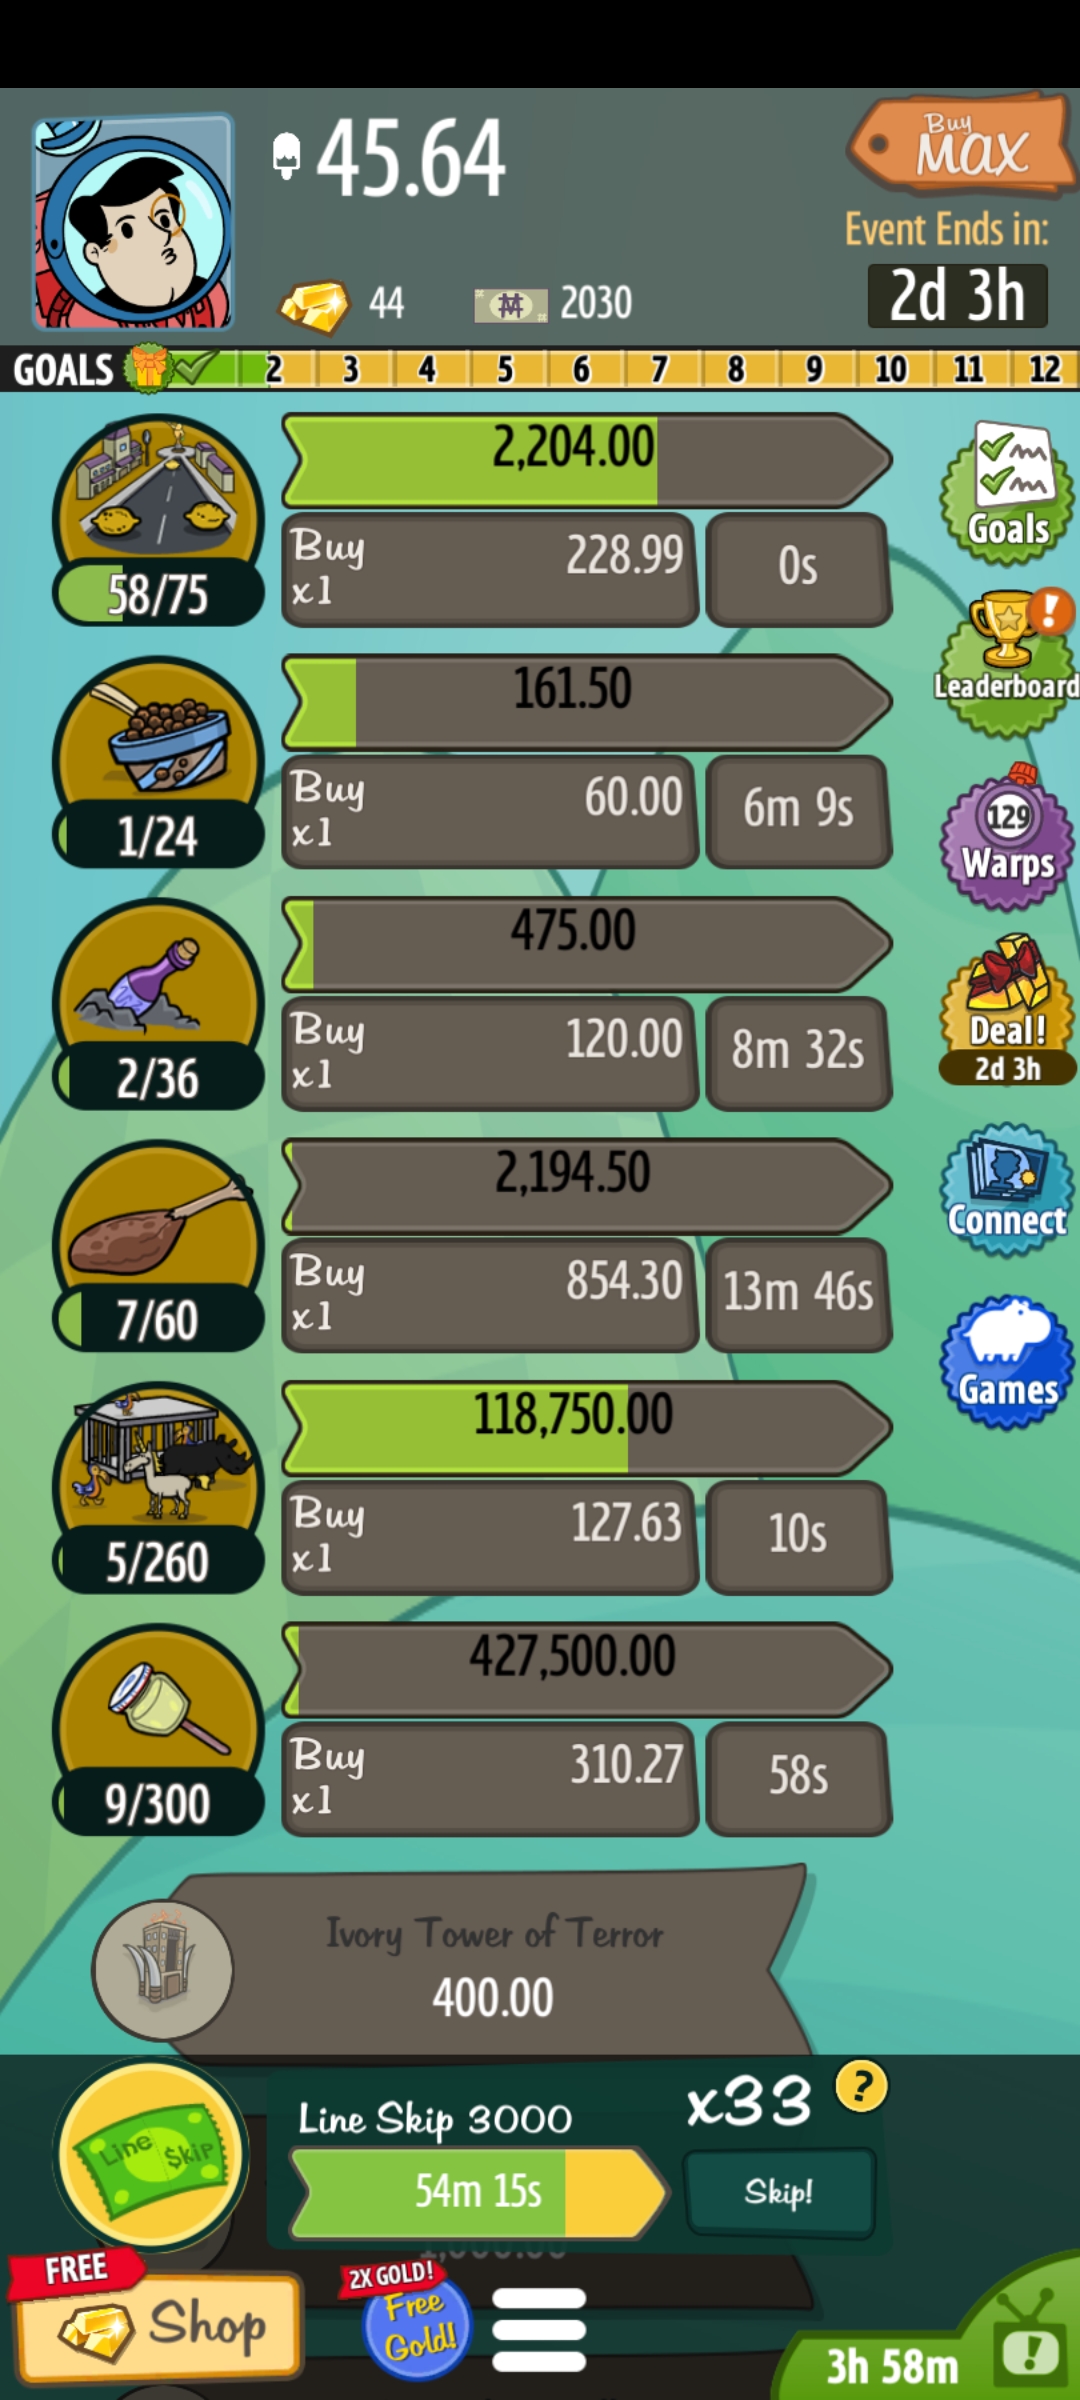 45.64
Buy
Max
Event Ends in:
2d 3h
44
2030
GOALS 2 3 4 5 6 7 8 9 10 11 12
2,204.00
58/75
Buy
x1
228.99
0s
Goals
161.50
1/24
Buy
x1
60.00
6m 9s
Leaderboard
475.00
2/36
Buy
x1
120.00
8m 32s
129
Warps
2,194.50
7/60
Buy
x1
854.30
13m 46s
Deal!
2d 3h
118,750.00
5/260
Buy
x1
127.63
10s
Connect
427,500.00
9/300
Buy
x1
310.27
58s
Games
Ivory Tower of Terror
400.00
Line $kip
Line Skip 3000
x33
?
54m 15s
Skip!
FREE
Shop
2X GOLD!
Free
Gold!
3h 58m